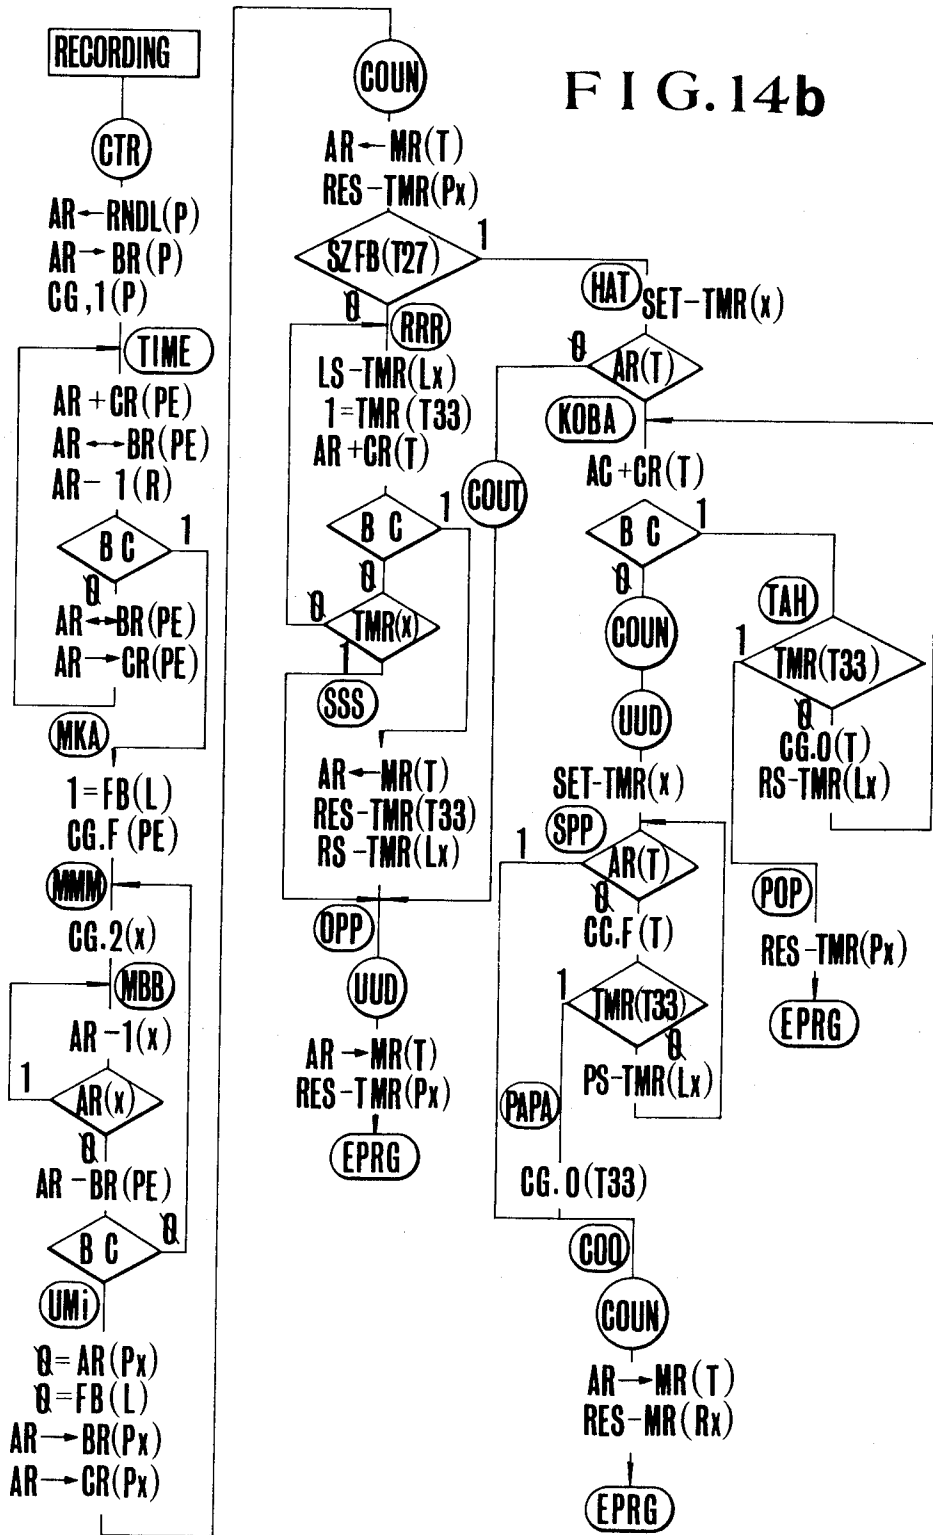 FIG.14b
RECORDING
CTR
AR←RNDL(P)
AR→BR(P)
CG,1(P)
TIME
AR+CR(PE)
AR↔BR(PE)
AR-1(R)
BC
1
0
AR↔BR(PE)
AR→CR(PE)
MKA
1=FB(L)
CG.F(PE)
MMM
CG.2(x)
MBB
AR-1(x)
1
AR(x)
0
AR-BR(PE)
BC
0
UMi
0=AR(Px)
0=FB(L)
AR→BR(Px)
AR→CR(Px)
COUN
AR←MR(T)
RES-TMR(Px)
SZFB(T27)
1
0
RRR
LS-TMR(Lx)
1=TMR(T33)
AR+CR(T)
BC
1
0
0
TMR(x)
1
SSS
AR←MR(T)
RES-TMR(T33)
RS-TMR(Lx)
OPP
UUD
AR→MR(T)
RES-TMR(Px)
EPRG
HAT
SET-TMR(x)
0
AR(T)
COUT
KOBA
AC+CR(T)
BC
1
0
COUN
UUD
SET-TMR(x)
SPP
1
AR(T)
0
CC.F(T)
1
TMR(T33)
0
PS-TMR(Lx)
PAPA
CG.0(T33)
COQ
COUN
AR→MR(T)
RES-MR(Rx)
EPRG
TAH
1
TMR(T33)
0
CG.0(T)
RS-TMR(Lx)
POP
RES-TMR(Px)
EPRG